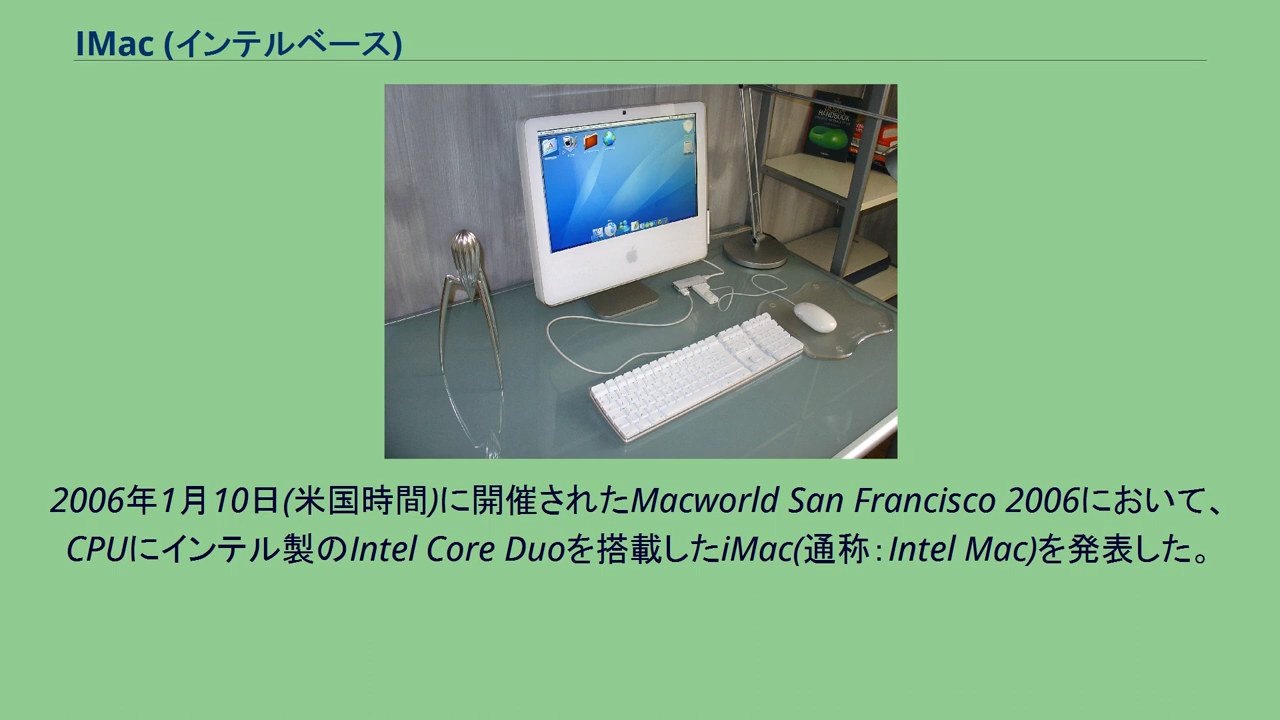 IMac (インテルベース)
HANDBOOK
2006年1月10日(米国時間)に開催されたMacworld San Francisco 2006において、
CPUにインテル製のIntel Core Duoを搭載したiMac(通称：Intel Mac)を発表した。